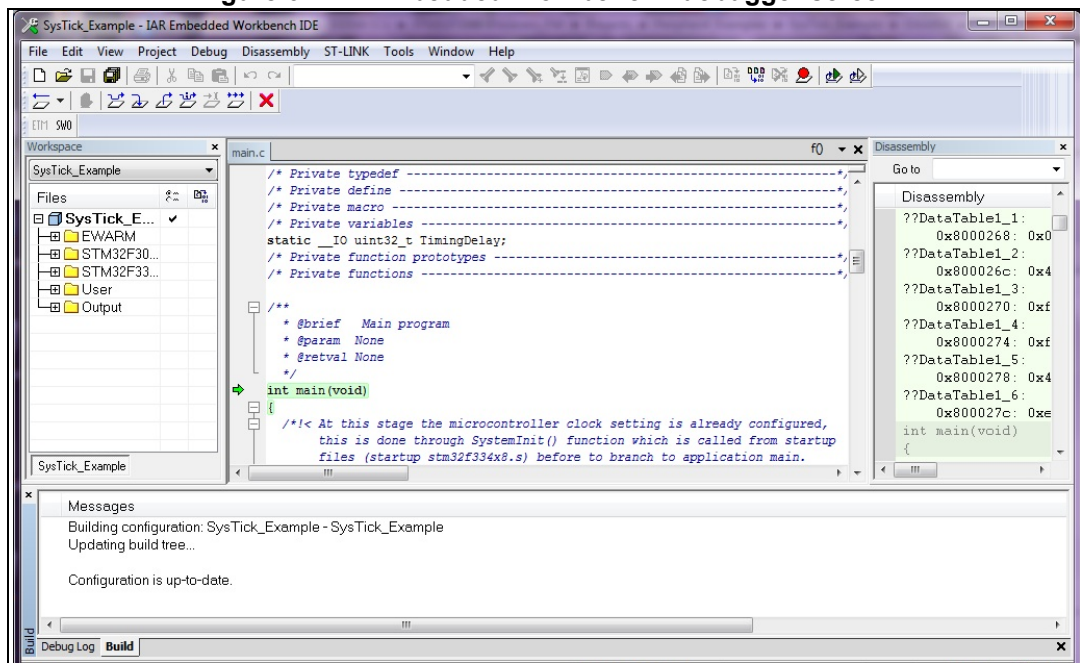 SysTick_Example - IAR Embedded Workbench IDE
File Edit View Project Debug Disassembly ST-LINK Tools Window Help
ETM SWO
Workspace
SysTick_Example
Files
SysTick_E...
EWARM
STM32F30...
STM32F33...
User
Output
SysTick_Example
main.c
f()
/* Private typedef -----------------------------------------------------------*/
/* Private define ------------------------------------------------------------*/
/* Private macro -------------------------------------------------------------*/
/* Private variables ---------------------------------------------------------*/
static __IO uint32_t TimingDelay;
/* Private function prototypes -----------------------------------------------*/
/* Private functions ---------------------------------------------------------*/
/**
* @brief Main program
* @param None
* @retval None
*/
int main(void)
{
/*!< At this stage the microcontroller clock setting is already configured,
this is done through SystemInit() function which is called from startup
files (startup stm32f334x8.s) before to branch to application main.
Disassembly
Go to
Disassembly
??DataTable1_1:
0x8000268: 0x0
??DataTable1_2:
0x800026c: 0x4
??DataTable1_3:
0x8000270: 0xf
??DataTable1_4:
0x8000274: 0xf
??DataTable1_5:
0x8000278: 0x4
??DataTable1_6:
0x800027c: 0xe
int main(void)
{
Messages
Building configuration: SysTick_Example - SysTick_Example
Updating build tree...
Configuration is up-to-date.
Build
Debug Log Build